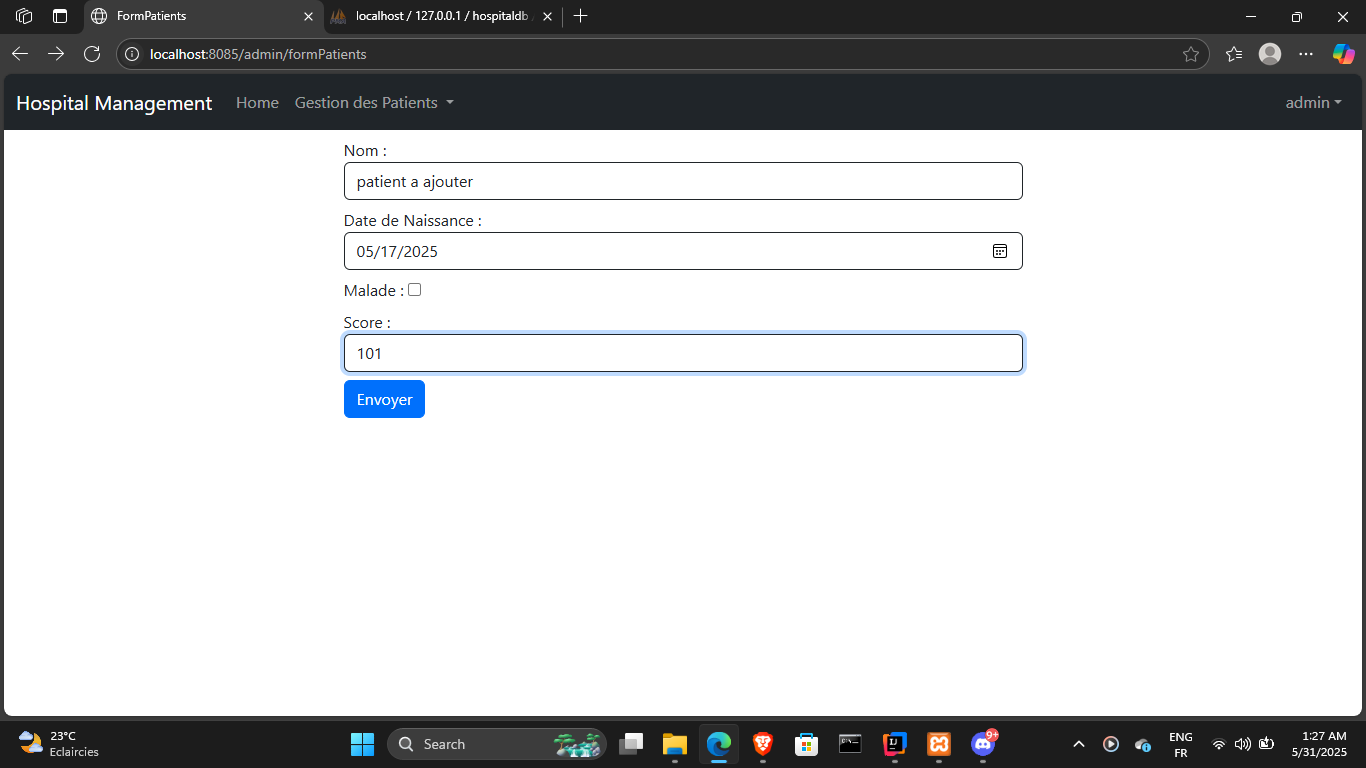 FormPatients
localhost / 127.0.0.1 / hospitaldb
localhost:8085/admin/formPatients
Hospital Management Home Gestion des Patients admin
Nom :
patient a ajouter
Date de Naissance :
05/17/2025
Malade :
Score :
101
Envoyer
23°C
Eclaircies
Search
9+
ENG
FR
1:27 AM
5/31/2025